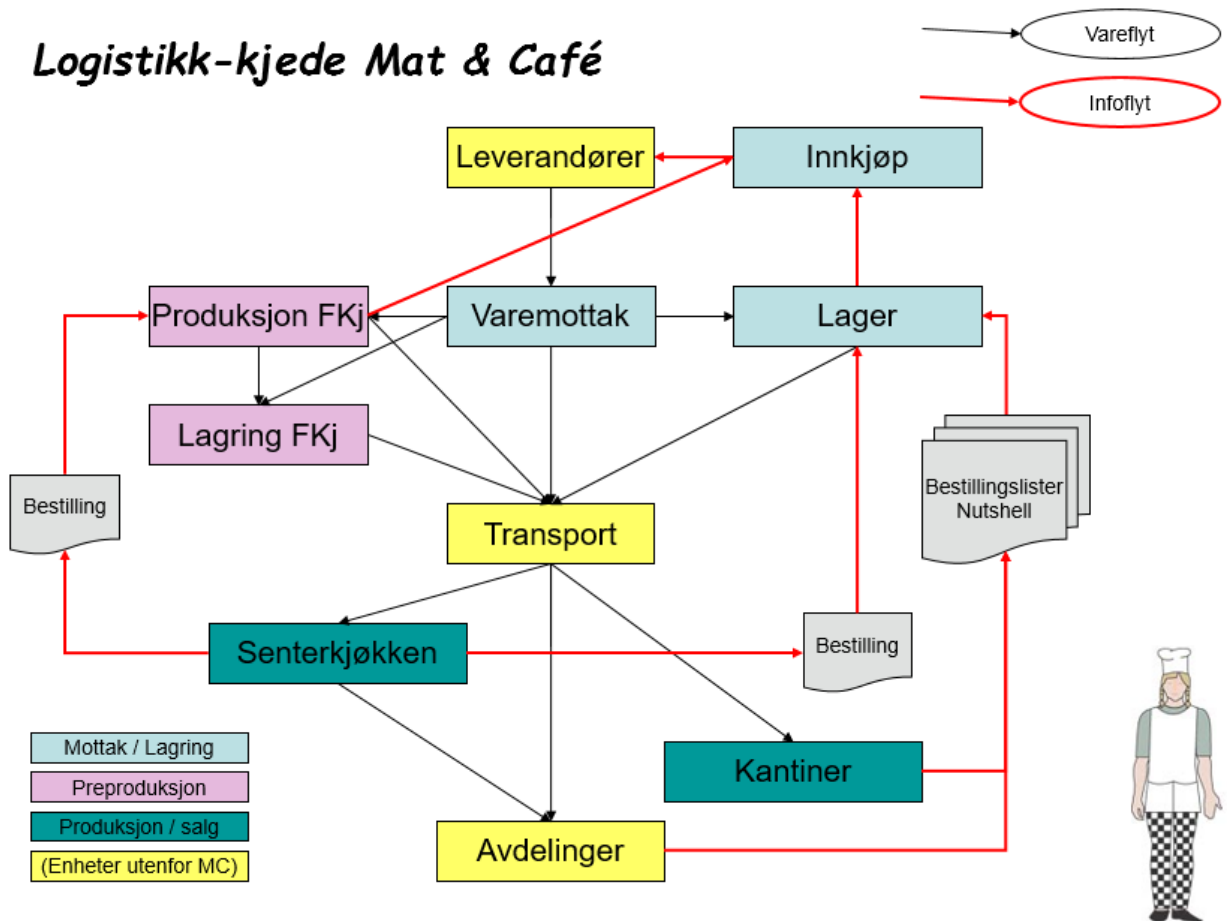 Logistikk-kjede Mat & Café
Vareflyt
Infoflyt
Leverandører
Innkjøp
Produksjon FKj
Varemottak
Lager
Lagring FKj
Bestilling
Bestillingslister
Nutshell
Transport
Senterkjøkken
Bestilling
Kantiner
Avdelinger
Mottak / Lagring
Preproduksjon
Produksjon / salg
(Enheter utenfor MC)